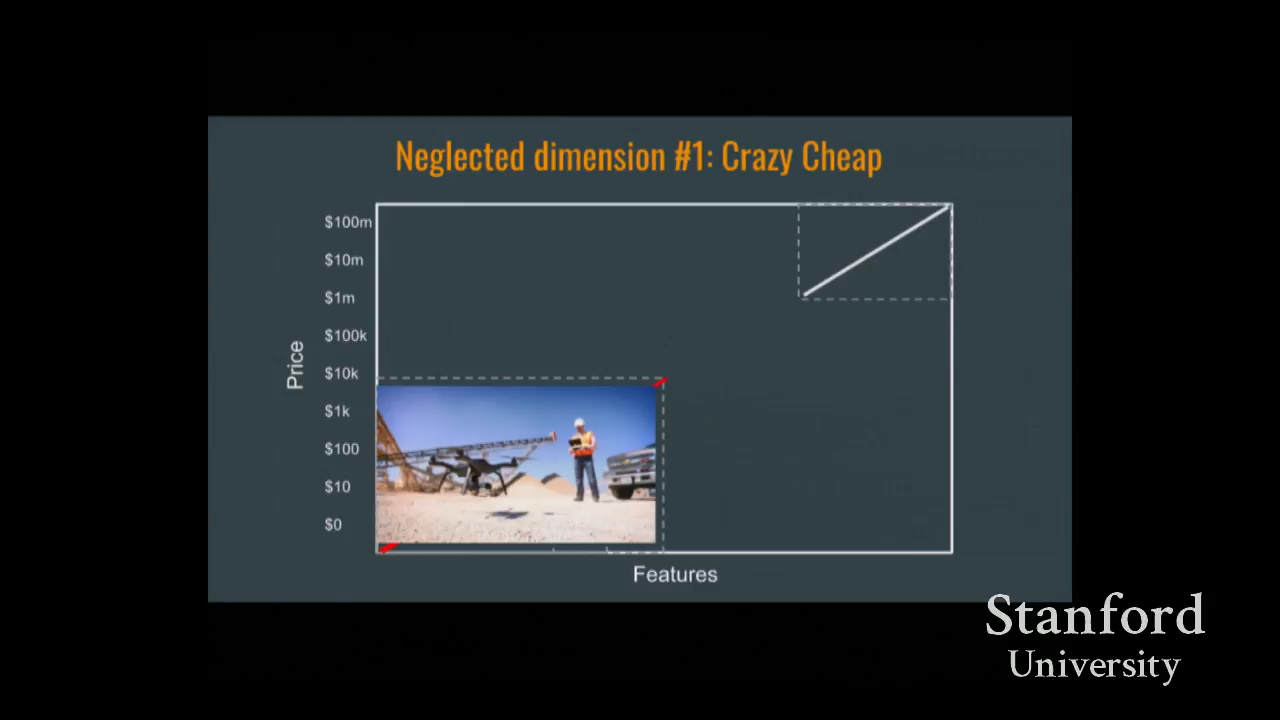 Neglected dimension #1: Crazy Cheap
$100m
$10m
$1m
$100k
$10k
$1k
$100
$10
$0
Price
Features
Stanford
University